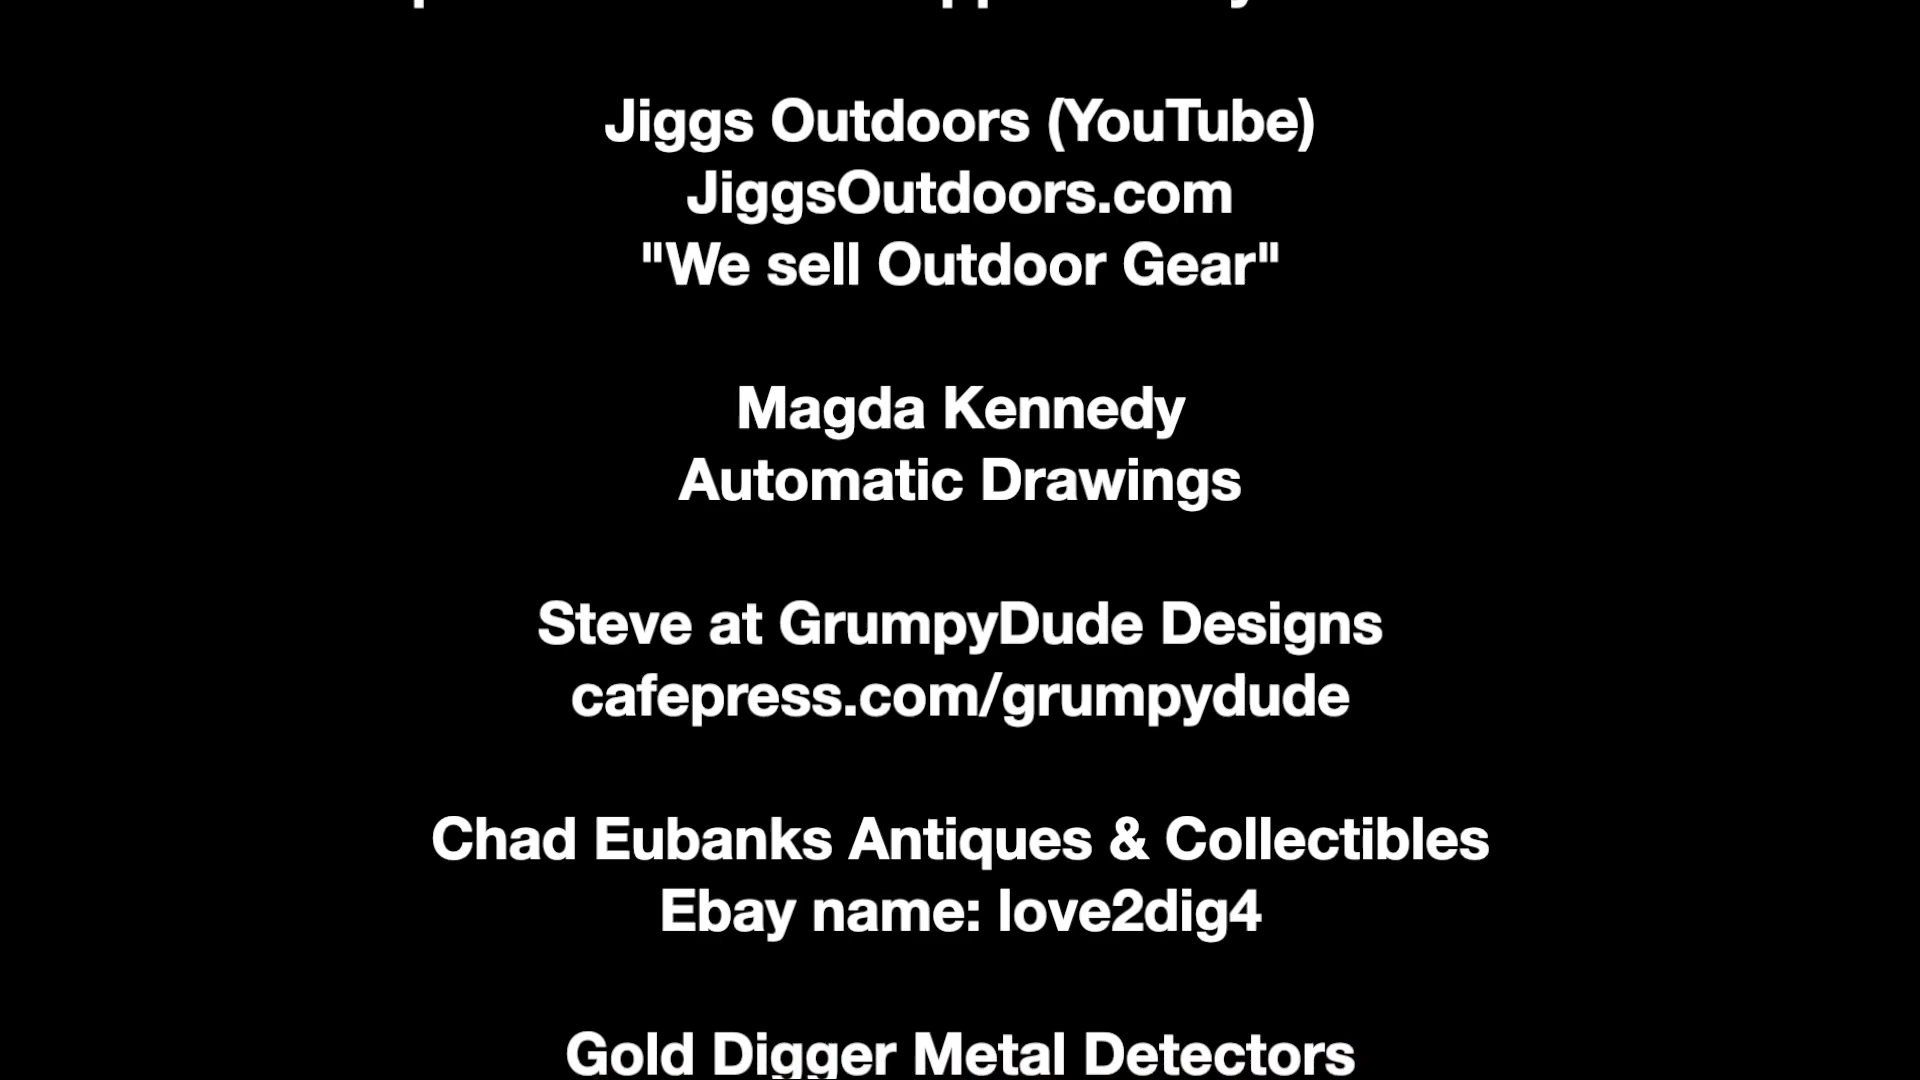 Jiggs Outdoors (YouTube)
JiggsOutdoors.com
"We sell Outdoor Gear"
Magda Kennedy
Automatic Drawings
Steve at GrumpyDude Designs
cafepress.com/grumpydude
Chad Eubanks Antiques & Collectibles
Ebay name: love2dig4
Gold Digger Metal Detectors